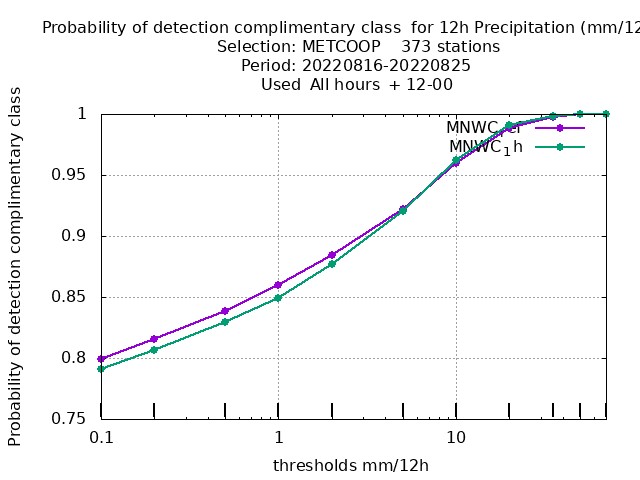 Probability of detection complimentary class for 12h Precipitation (mm/12
Selection: METCOOP 373 stations
Period: 20220816-20220825
Used All hours + 12-00
Probability of detection complimentary class
1
0.95
0.9
0.85
0.8
0.75
MNWC
MNWC1h
0.1
1
10
thresholds mm/12h